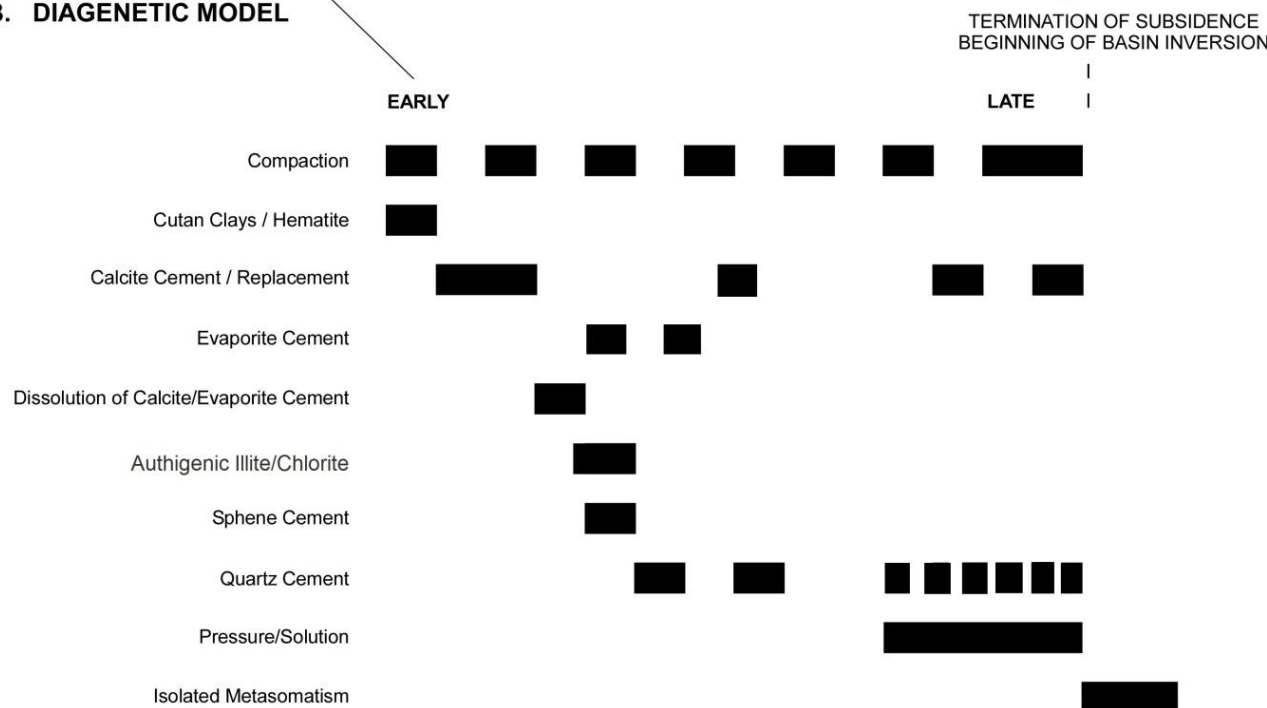 3. DIAGENETIC MODEL
TERMINATION OF SUBSIDENCE
BEGINNING OF BASIN INVERSION
EARLY
LATE
Compaction
Cutan Clays / Hematite
Calcite Cement / Replacement
Evaporite Cement
Dissolution of Calcite/Evaporite Cement
Authigenic Illite/Chlorite
Sphene Cement
Quartz Cement
Pressure/Solution
Isolated Metasomatism